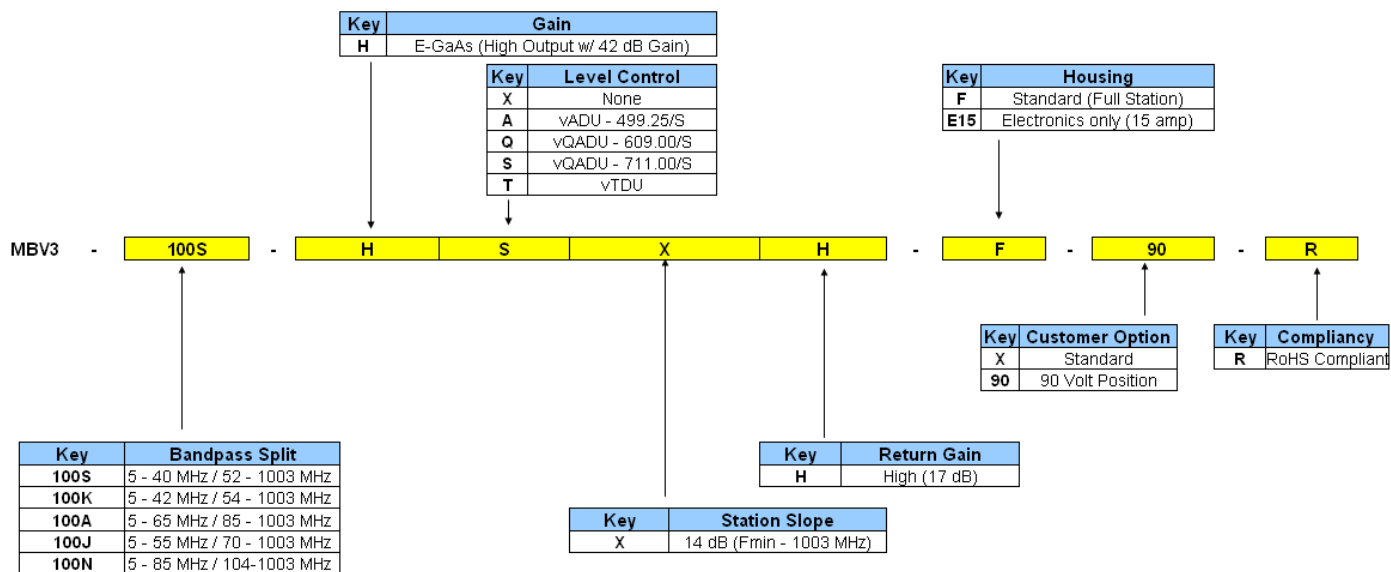 Key Gain
H E-GaAs (High Output w/ 42 dB Gain)
Key Level Control
X None
A vADU - 499.25/S
Q vQADU - 609.00/S
S vQADU - 711.00/S
T vTDU
Key Housing
F Standard (Full Station)
E15 Electronics only (15 amp)
MBV3 - 100S - H S X H - F - 90 - R
Key Customer Option
X Standard
90 90 Volt Position
Key Compliancy
R RoHS Compliant
Key Bandpass Split
100S 5 - 40 MHz / 52 - 1003 MHz
100K 5 - 42 MHz / 54 - 1003 MHz
100A 5 - 65 MHz / 85 - 1003 MHz
100J 5 - 55 MHz / 70 - 1003 MHz
100N 5 - 85 MHz / 104-1003 MHz
Key Return Gain
H High (17 dB)
Key Station Slope
X 14 dB (Fmin - 1003 MHz)